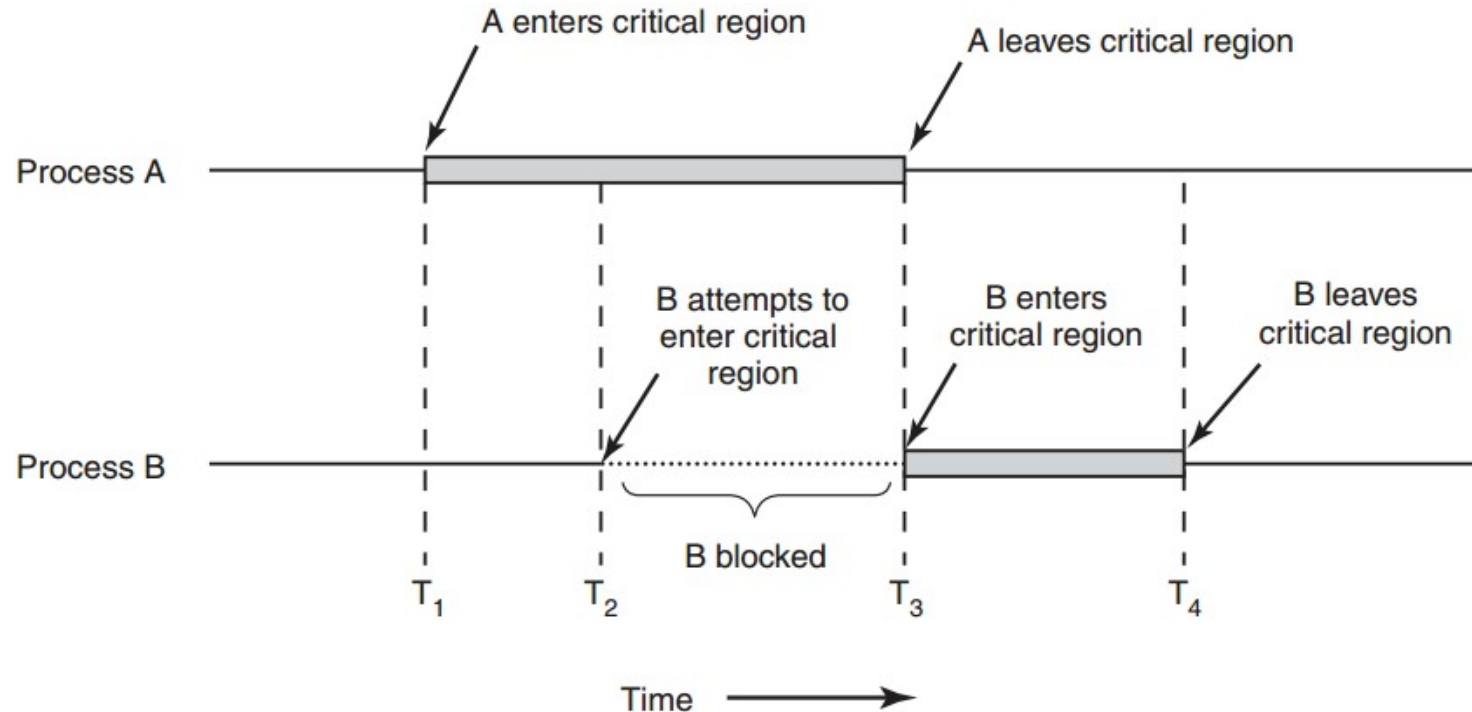 A enters critical region
A leaves critical region
Process A
B attempts to
enter critical
region
B enters
critical region
B leaves
critical region
Process B
B blocked
T₁
T₂
T₃
T₄
Time